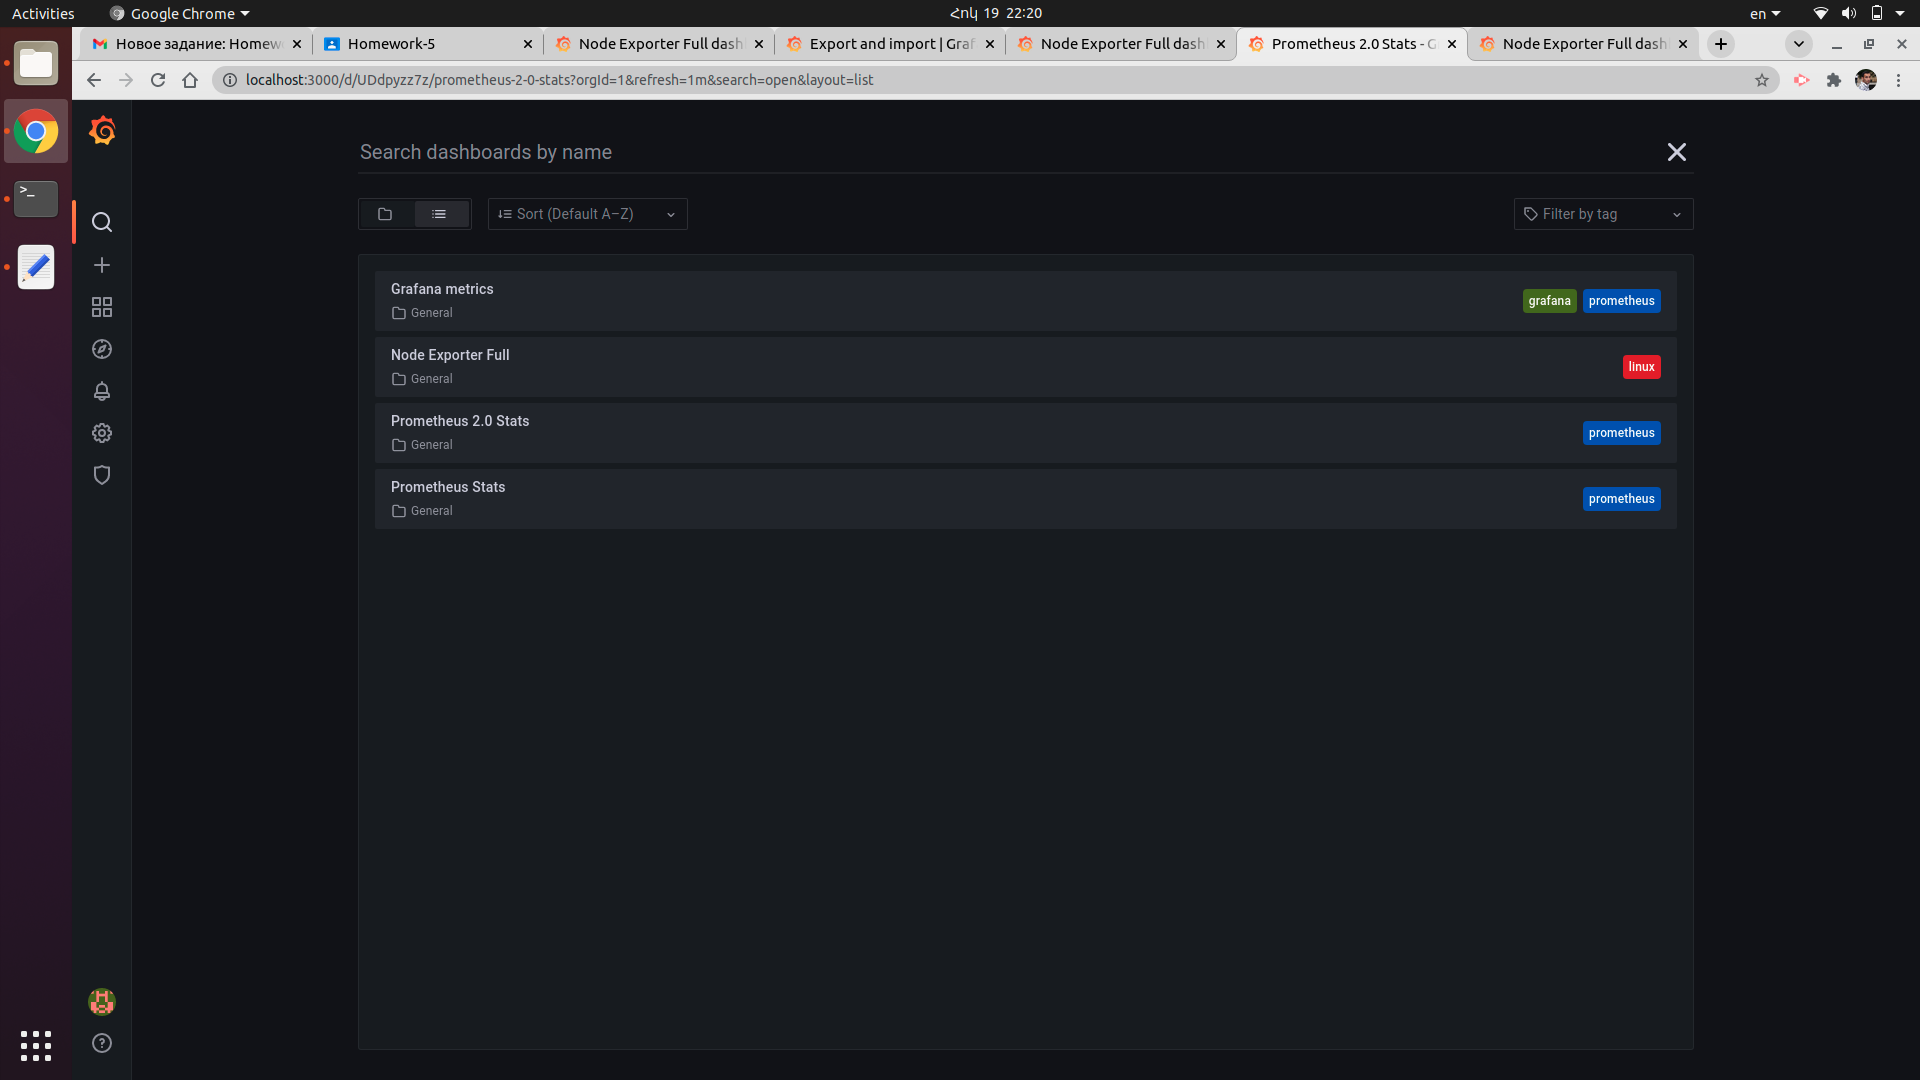 Activities
Google Chrome
Հոկ 19 22:20
en
Новое задание: Homew
Homework-5
Node Exporter Full dash
Export and import | Graf
Node Exporter Full dash
Prometheus 2.0 Stats - G
Node Exporter Full dash
localhost:3000/d/UDdpyzz7z/prometheus-2-0-stats?orgId=1&refresh=1m&search=open&layout=list
Search dashboards by name
Sort (Default A–Z)
Filter by tag
Grafana metrics
General
grafana
prometheus
Node Exporter Full
General
linux
Prometheus 2.0 Stats
General
prometheus
Prometheus Stats
General
prometheus